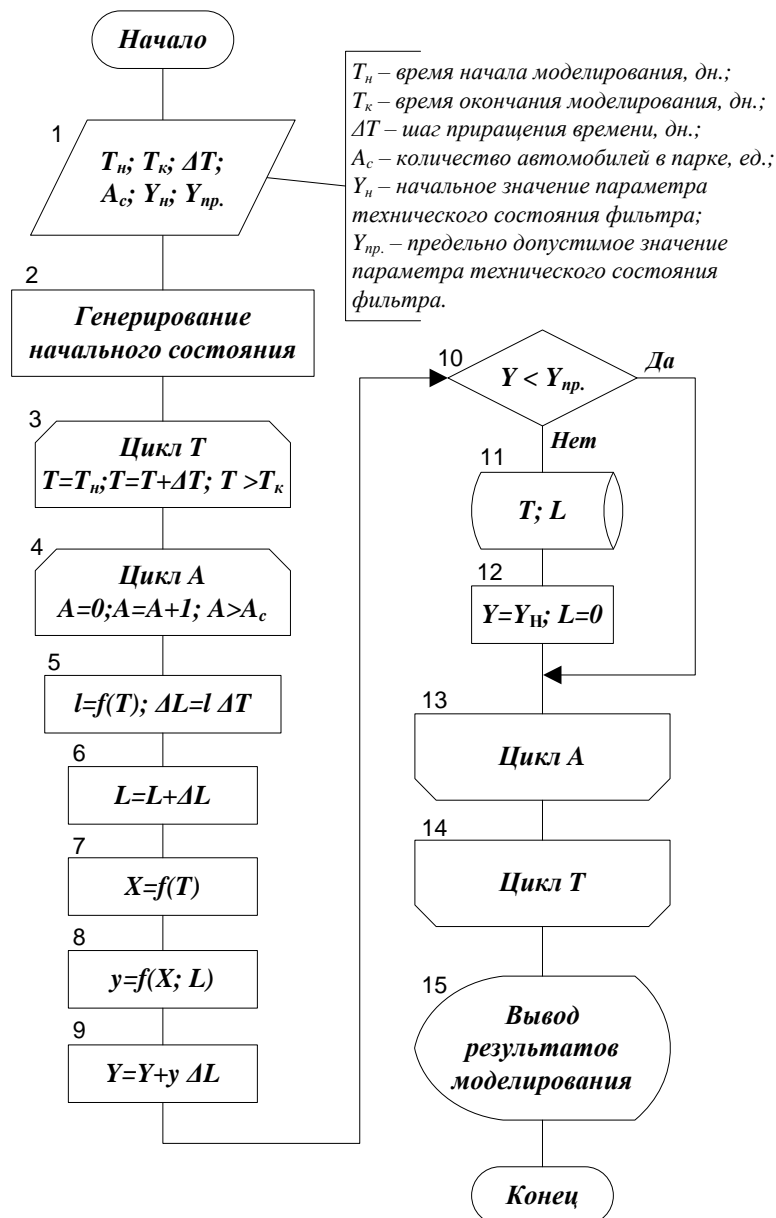 Начало
1
Tн; Tк; ΔT;
Aс; Yн; Yпр.
Tн – время начала моделирования, дн.;
Tк – время окончания моделирования, дн.;
ΔT – шаг приращения времени, дн.;
Aс – количество автомобилей в парке, ед.;
Yн – начальное значение параметра
технического состояния фильтра;
Yпр. – предельно допустимое значение
параметра технического состояния
фильтра.
2
Генерирование
начального состояния
3
Цикл T
T=Tн;T=T+ΔT; T >Tк
4
Цикл A
A=0;A=A+1; A>Aс
5
l=f(T); ΔL=l ΔT
6
L=L+ΔL
7
X=f(T)
8
y=f(X; L)
9
Y=Y+y ΔL
10
Y < Yпр.
Да
Нет
11
T; L
12
Y=YН; L=0
13
Цикл A
14
Цикл T
15
Вывод
результатов
моделирования
Конец